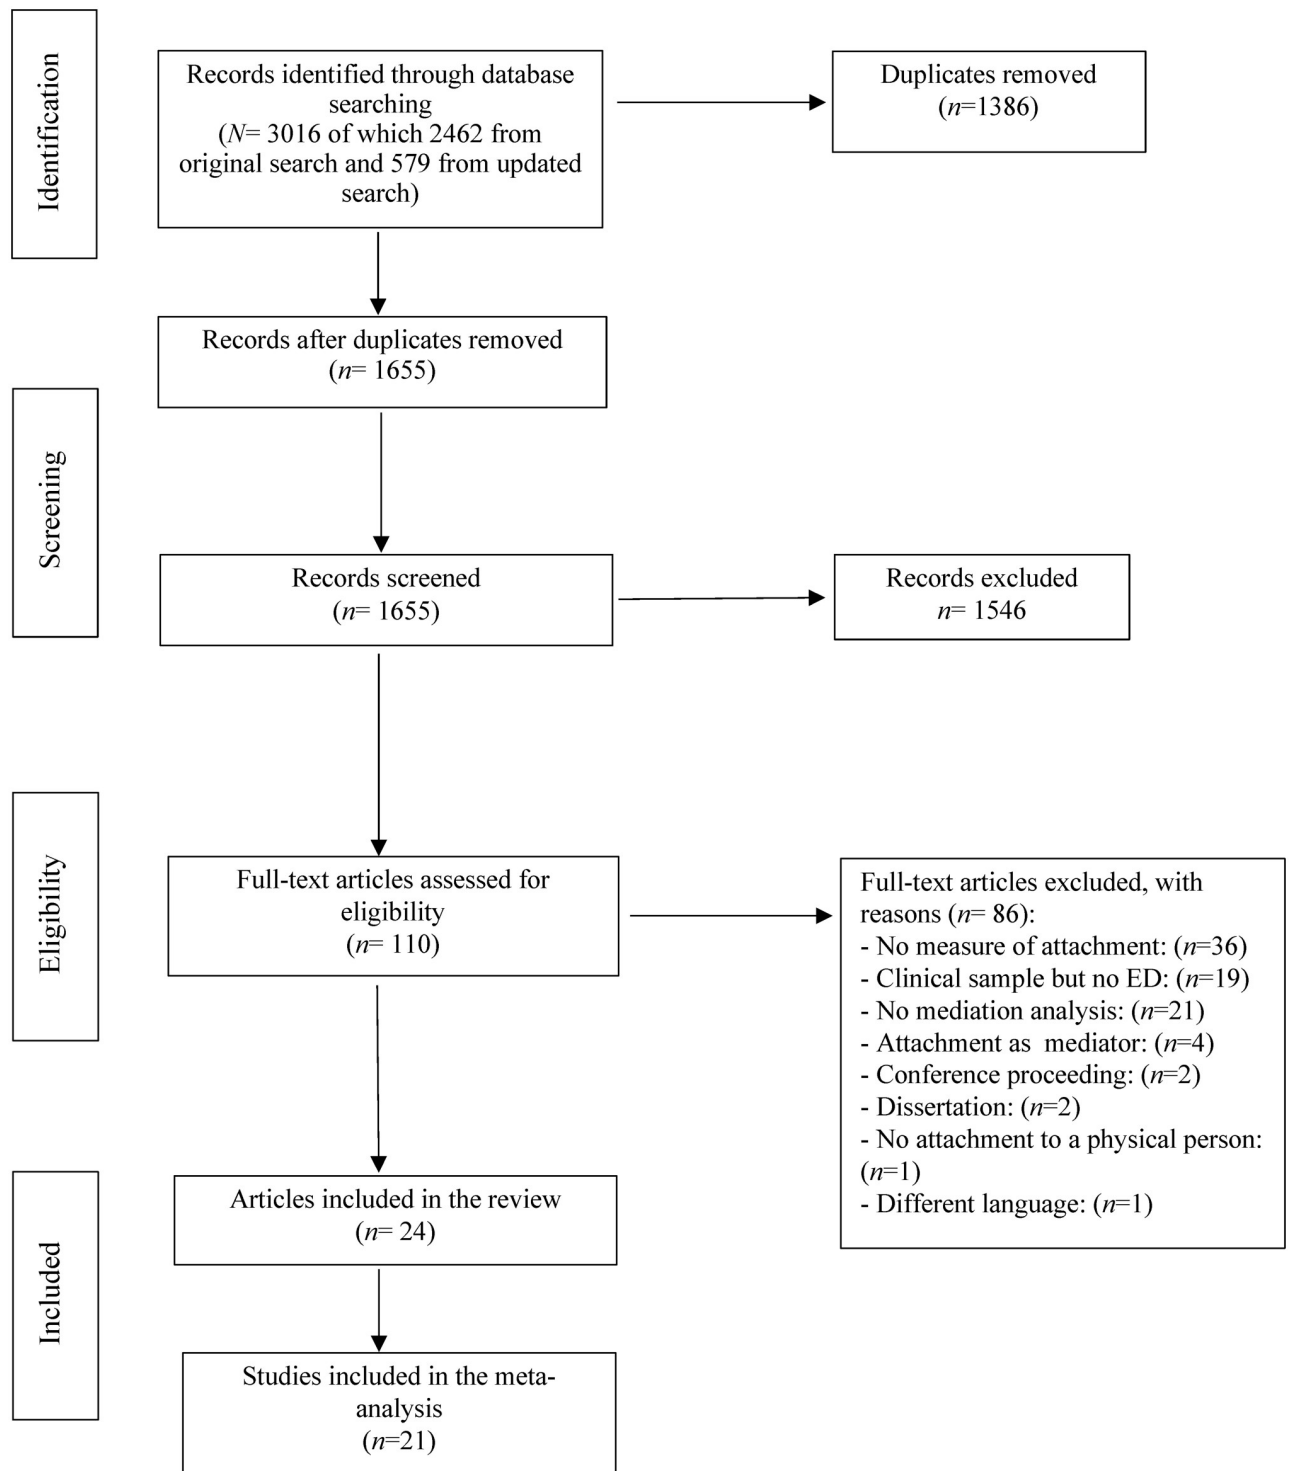 Identification
Records identified through database
searching
(N= 3016 of which 2462 from
original search and 579 from updated
search)
Duplicates removed
(n=1386)
Records after duplicates removed
(n= 1655)
Screening
Records screened
(n= 1655)
Records excluded
n= 1546
Eligibility
Full-text articles assessed for
eligibility
(n= 110)
Full-text articles excluded, with
reasons (n= 86):
- No measure of attachment: (n=36)
- Clinical sample but no ED: (n=19)
- No mediation analysis: (n=21)
- Attachment as mediator: (n=4)
- Conference proceeding: (n=2)
- Dissertation: (n=2)
- No attachment to a physical person:
(n=1)
- Different language: (n=1)
Included
Articles included in the review
(n= 24)
Studies included in the meta-
analysis
(n=21)